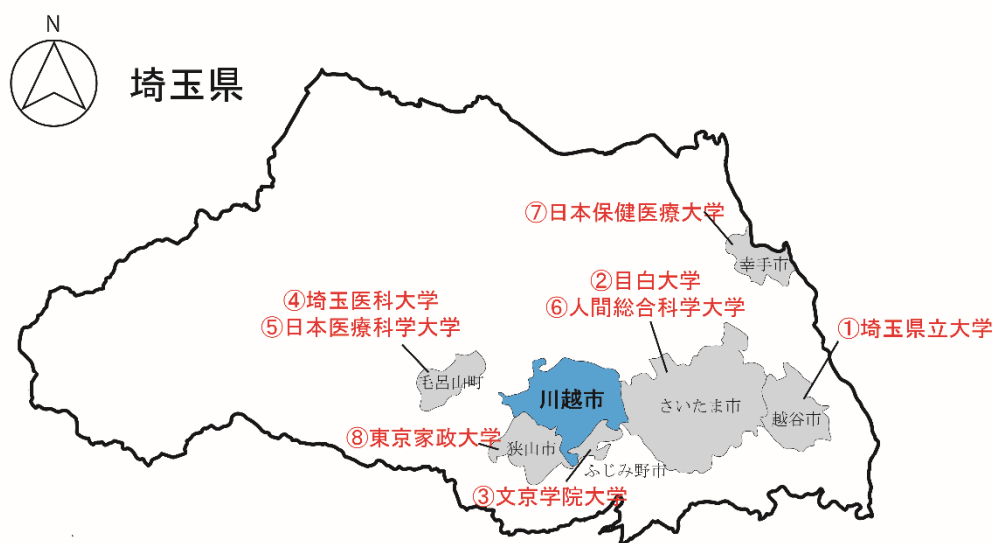 N
埼玉県
⑦日本保健医療大学
幸手市
②目白大学
⑥人間総合科学大学
④埼玉医科大学
⑤日本医療科学大学
①埼玉県立大学
毛呂山町
川越市
さいたま市
越谷市
⑧東京家政大学
狭山市
ふじみ野市
③文京学院大学